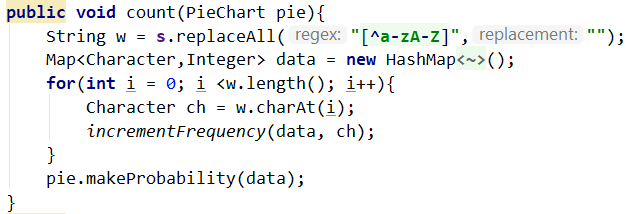 public void count(PieChart pie){
    String w = s.replaceAll( regex: "[^a-zA-Z]", replacement: "");
    Map<Character,Integer> data = new HashMap<~>();
    for(int i = 0; i <w.length(); i++){
        Character ch = w.charAt(i);
        incrementFrequency(data, ch);
    }
    pie.makeProbability(data);
}